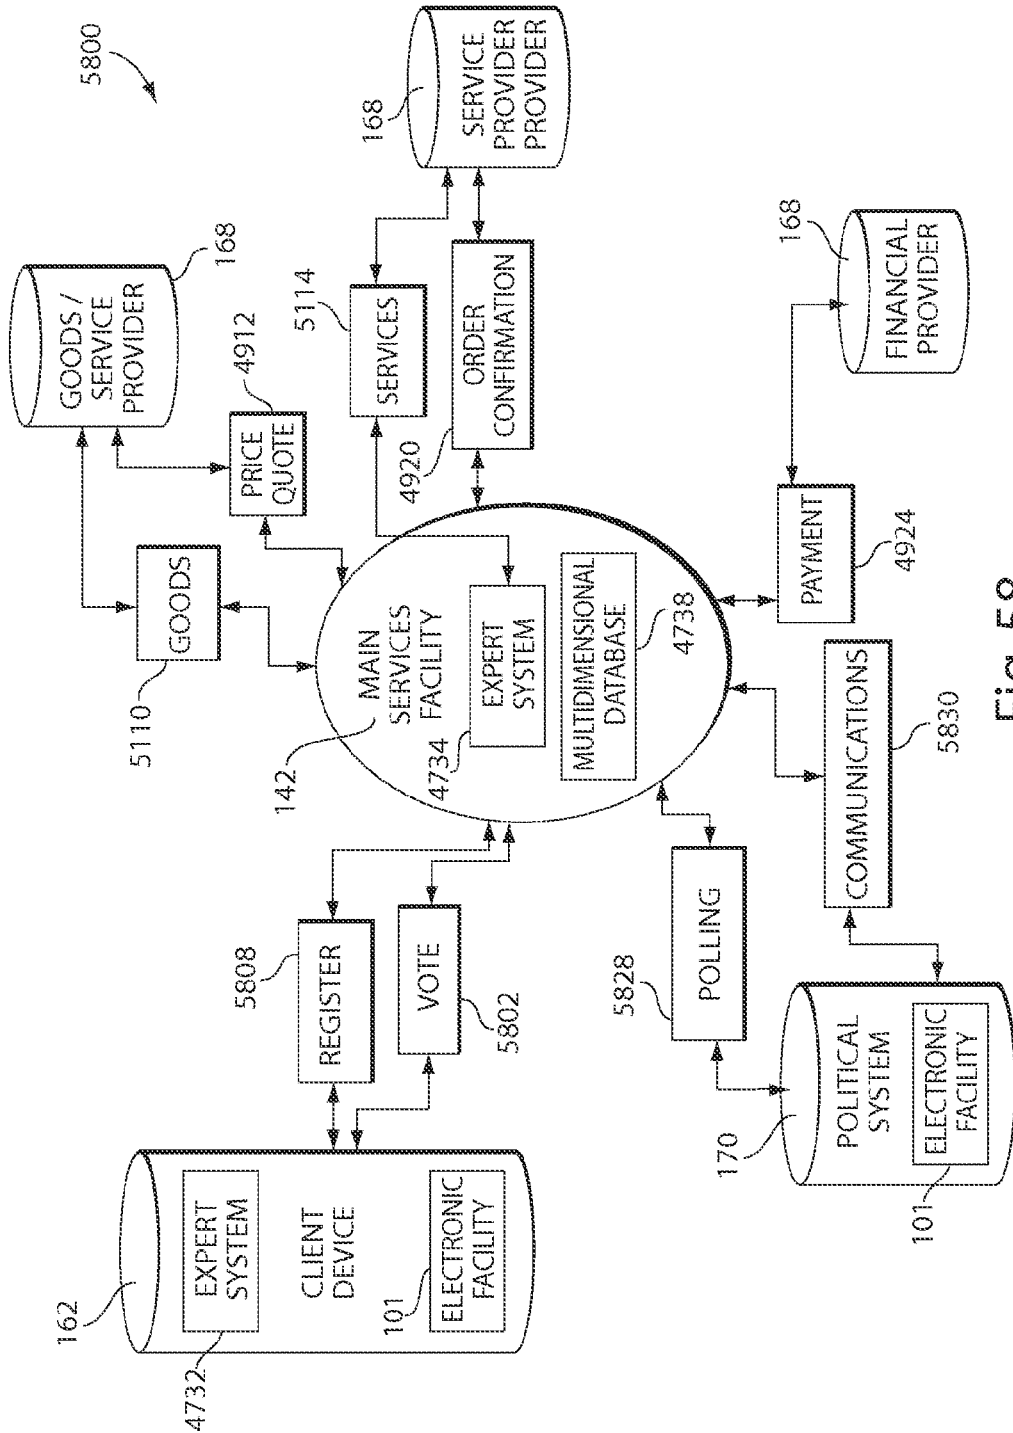 5800
162
EXPERT
SYSTEM
4732
CLIENT
DEVICE
101
ELECTRONIC
FACILITY
5808
REGISTER
VOTE
5802
5110
GOODS
GOODS /
SERVICE
PROVIDER
168
4912
PRICE
QUOTE
5114
SERVICES
4920
ORDER
CONFIRMATION
168
SERVICE
PROVIDER
PROVIDER
142
MAIN
SERVICES
FACILITY
4734
EXPERT
SYSTEM
MULTIDIMENSIONAL
DATABASE
4738
5828
POLLING
170
POLITICAL
SYSTEM
101
ELECTRONIC
FACILITY
COMMUNICATIONS
5830
PAYMENT
4924
168
FINANCIAL
PROVIDER
Fig. 58